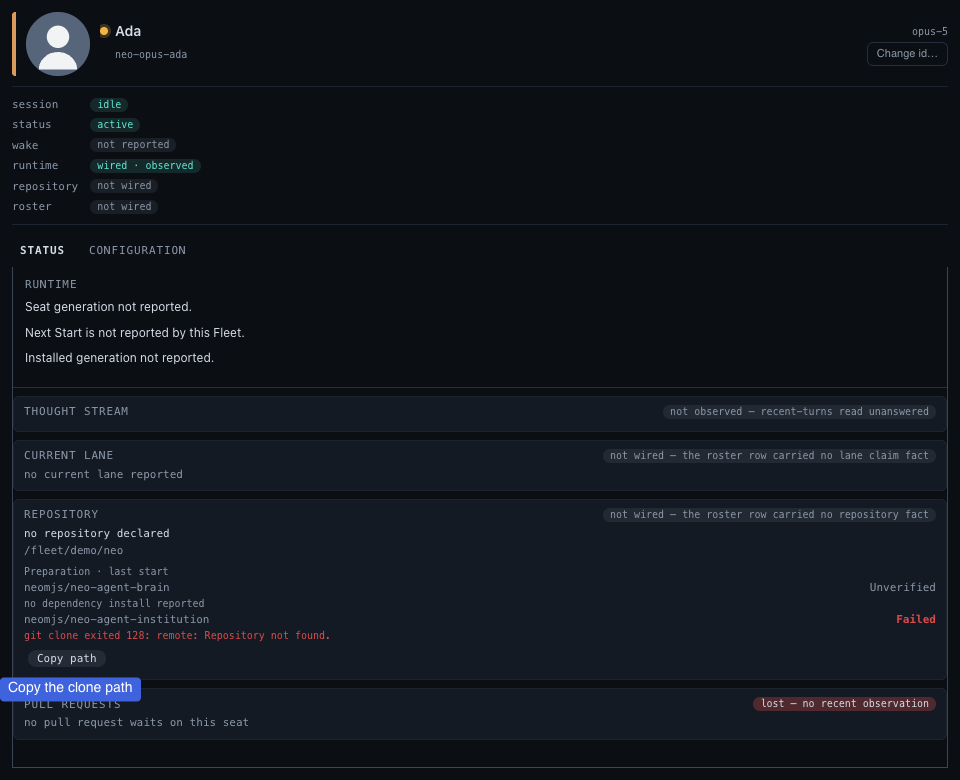 Ada
opus-5
neo-opus-ada
Change id…
session idle
status active
wake not reported
runtime wired · observed
repository not wired
roster not wired
STATUS CONFIGURATION
RUNTIME
Seat generation not reported.
Next Start is not reported by this Fleet.
Installed generation not reported.
THOUGHT STREAM not observed — recent-turns read unanswered
CURRENT LANE not wired — the roster row carried no lane claim fact
no current lane reported
REPOSITORY not wired — the roster row carried no repository fact
no repository declared
/fleet/demo/neo
Preparation · last start
neomjs/neo-agent-brain Unverified
no dependency install reported
neomjs/neo-agent-institution Failed
git clone exited 128: remote: Repository not found.
Copy path
Copy the clone path
PULL REQUESTS lost — no recent observation
no pull request waits on this seat